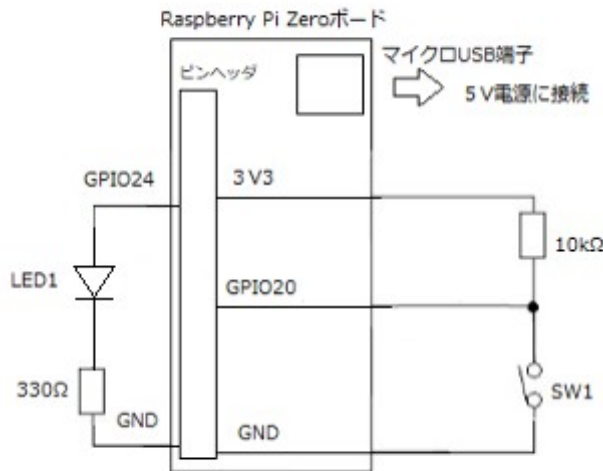 Raspberry Pi Zeroボード
マイクロUSB端子
５V電源に接続
ピンヘッダ
GPIO24
３V3
10kΩ
LED1
GPIO20
330Ω
SW1
GND
GND